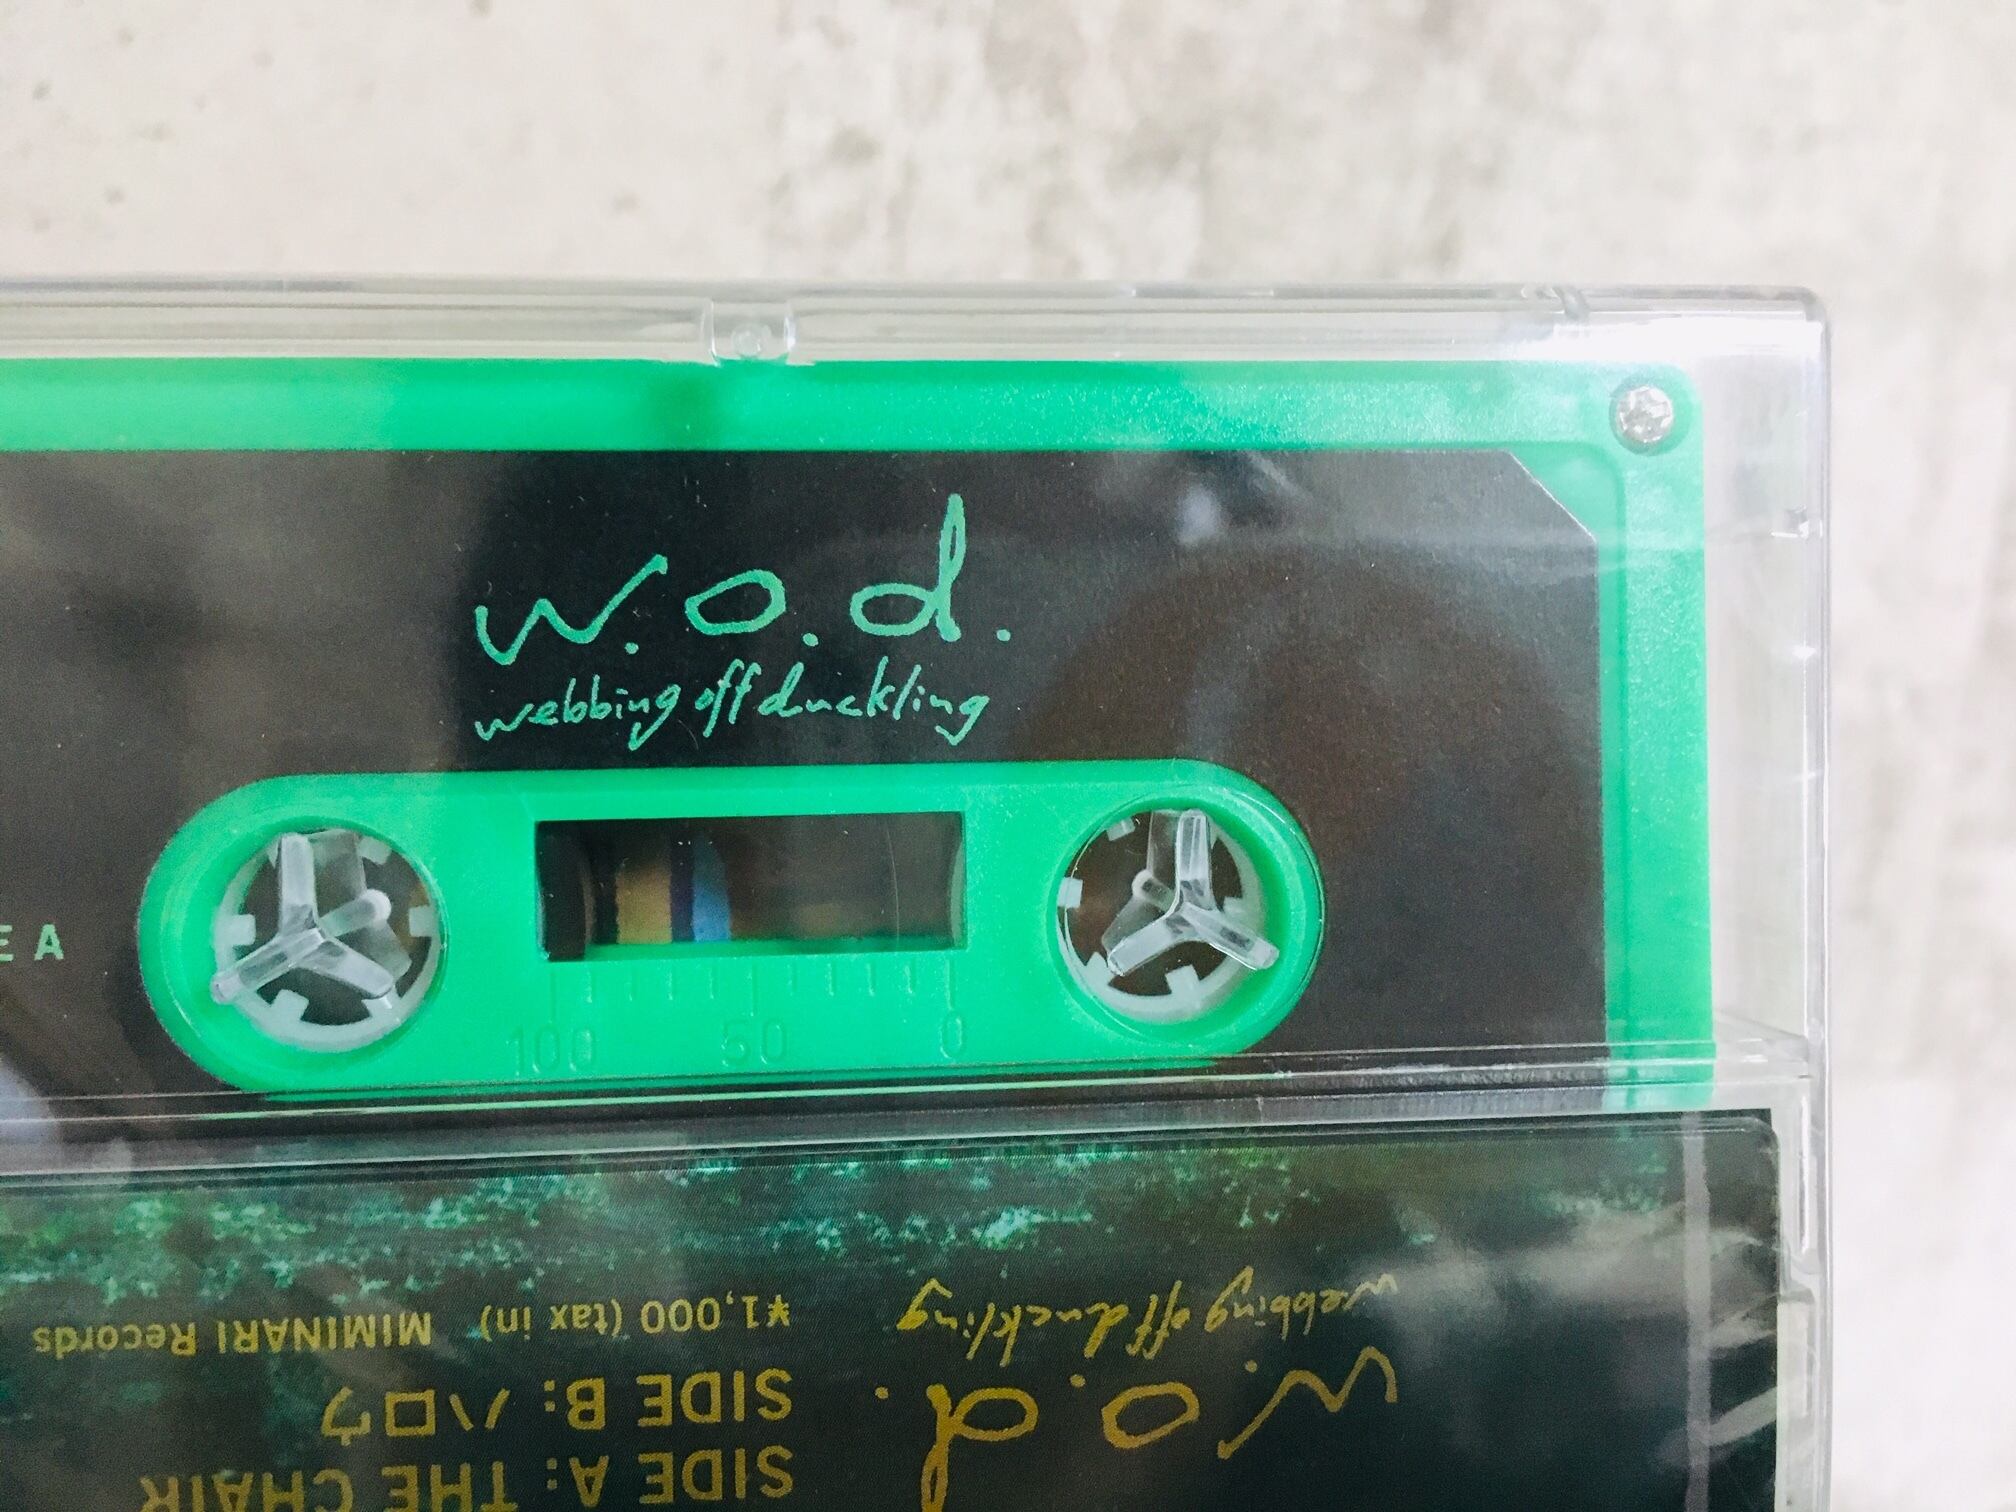 w.o.d.
webbing off duckling
E A
100 50 0
w.o.d.
webbing off duckling
SIDE A: THE CHAIR
SIDE B: ハロウ
¥1,000 (tax in) MIMINARI Records